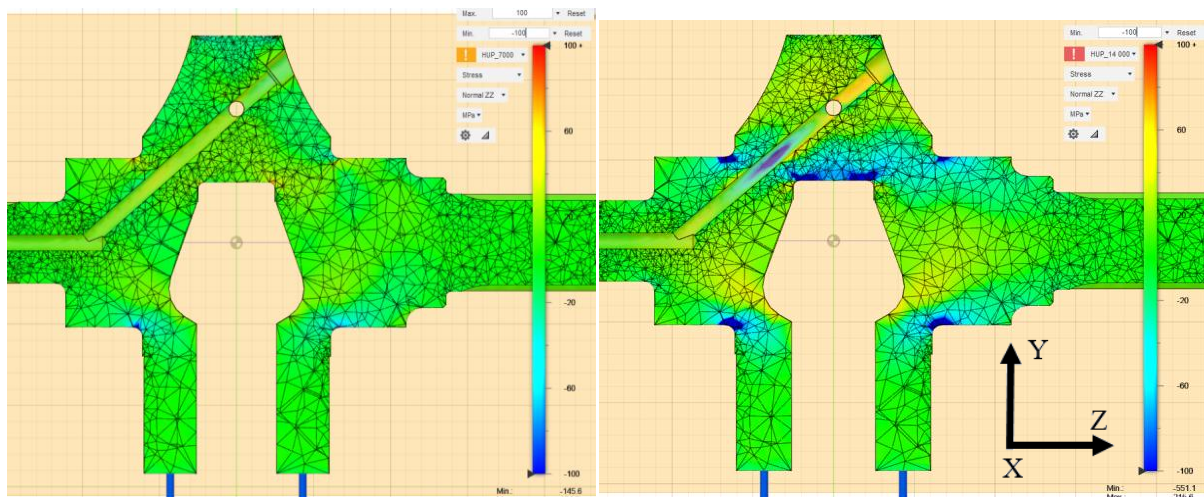 Max. 100 Reset
Min. -100 Reset
HUP_7000
Stress
Normal ZZ
MPa
100 +
60
-20
-60
-100
Min.: -145.6
Min. -100 Reset
HUP_14 000
Stress
Normal ZZ
MPa
100 +
60
-20
-60
-100
Min.: -551.1
Y
Z
X